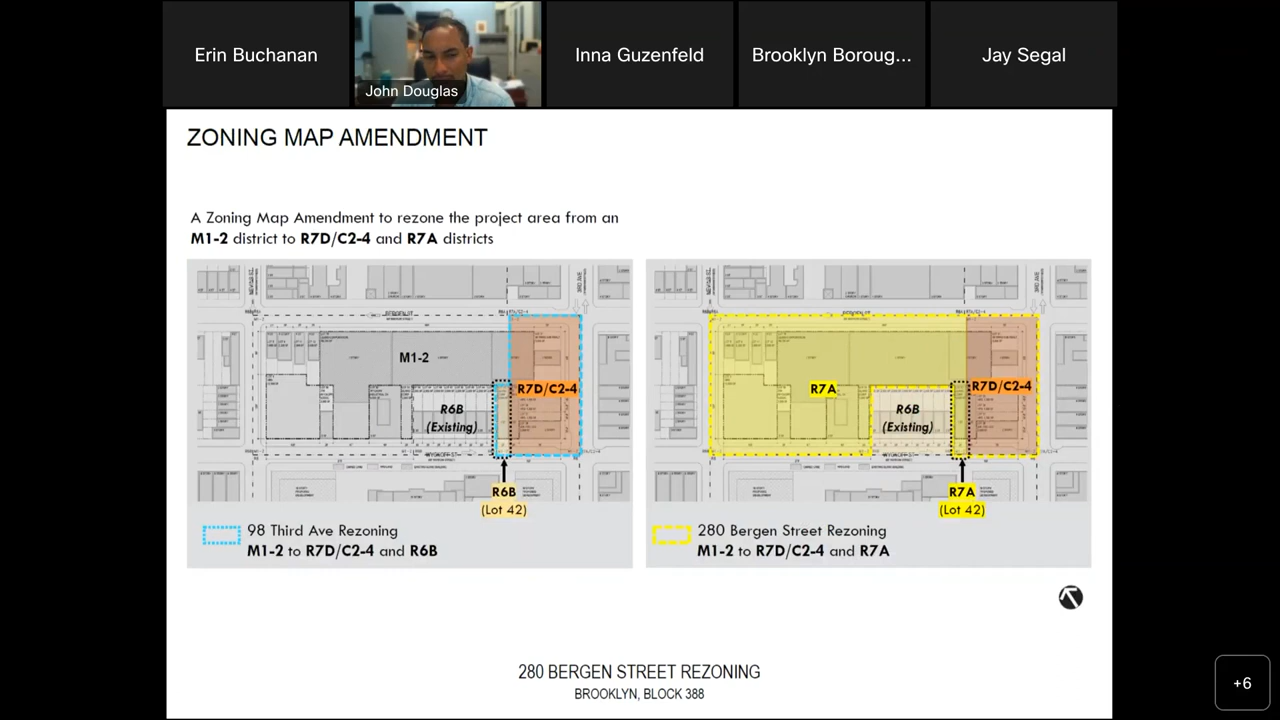 Erin Buchanan
John Douglas
Inna Guzenfeld
Brooklyn Boroug...
Jay Segal
ZONING MAP AMENDMENT
A Zoning Map Amendment to rezone the project area from an
M1-2 district to R7D/C2-4 and R7A districts
M1-2
R7D/C2-4
R6B
(Existing)
R6B
(Lot 42)
98 Third Ave Rezoning
M1-2 to R7D/C2-4 and R6B
R7A
R7D/C2-4
R6B
(Existing)
R7A
(Lot 42)
280 Bergen Street Rezoning
M1-2 to R7D/C2-4 and R7A
280 BERGEN STREET REZONING
BROOKLYN, BLOCK 388
+6